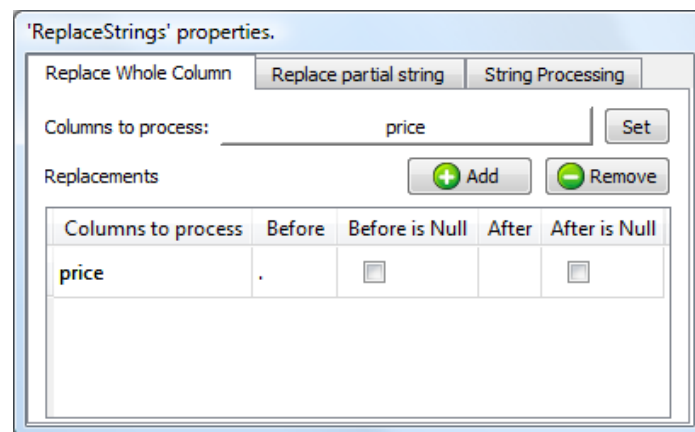 'ReplaceStrings' properties.
Replace Whole Column Replace partial string String Processing
Columns to process: price Set
Replacements Add Remove
Columns to process Before Before is Null After After is Null
price .